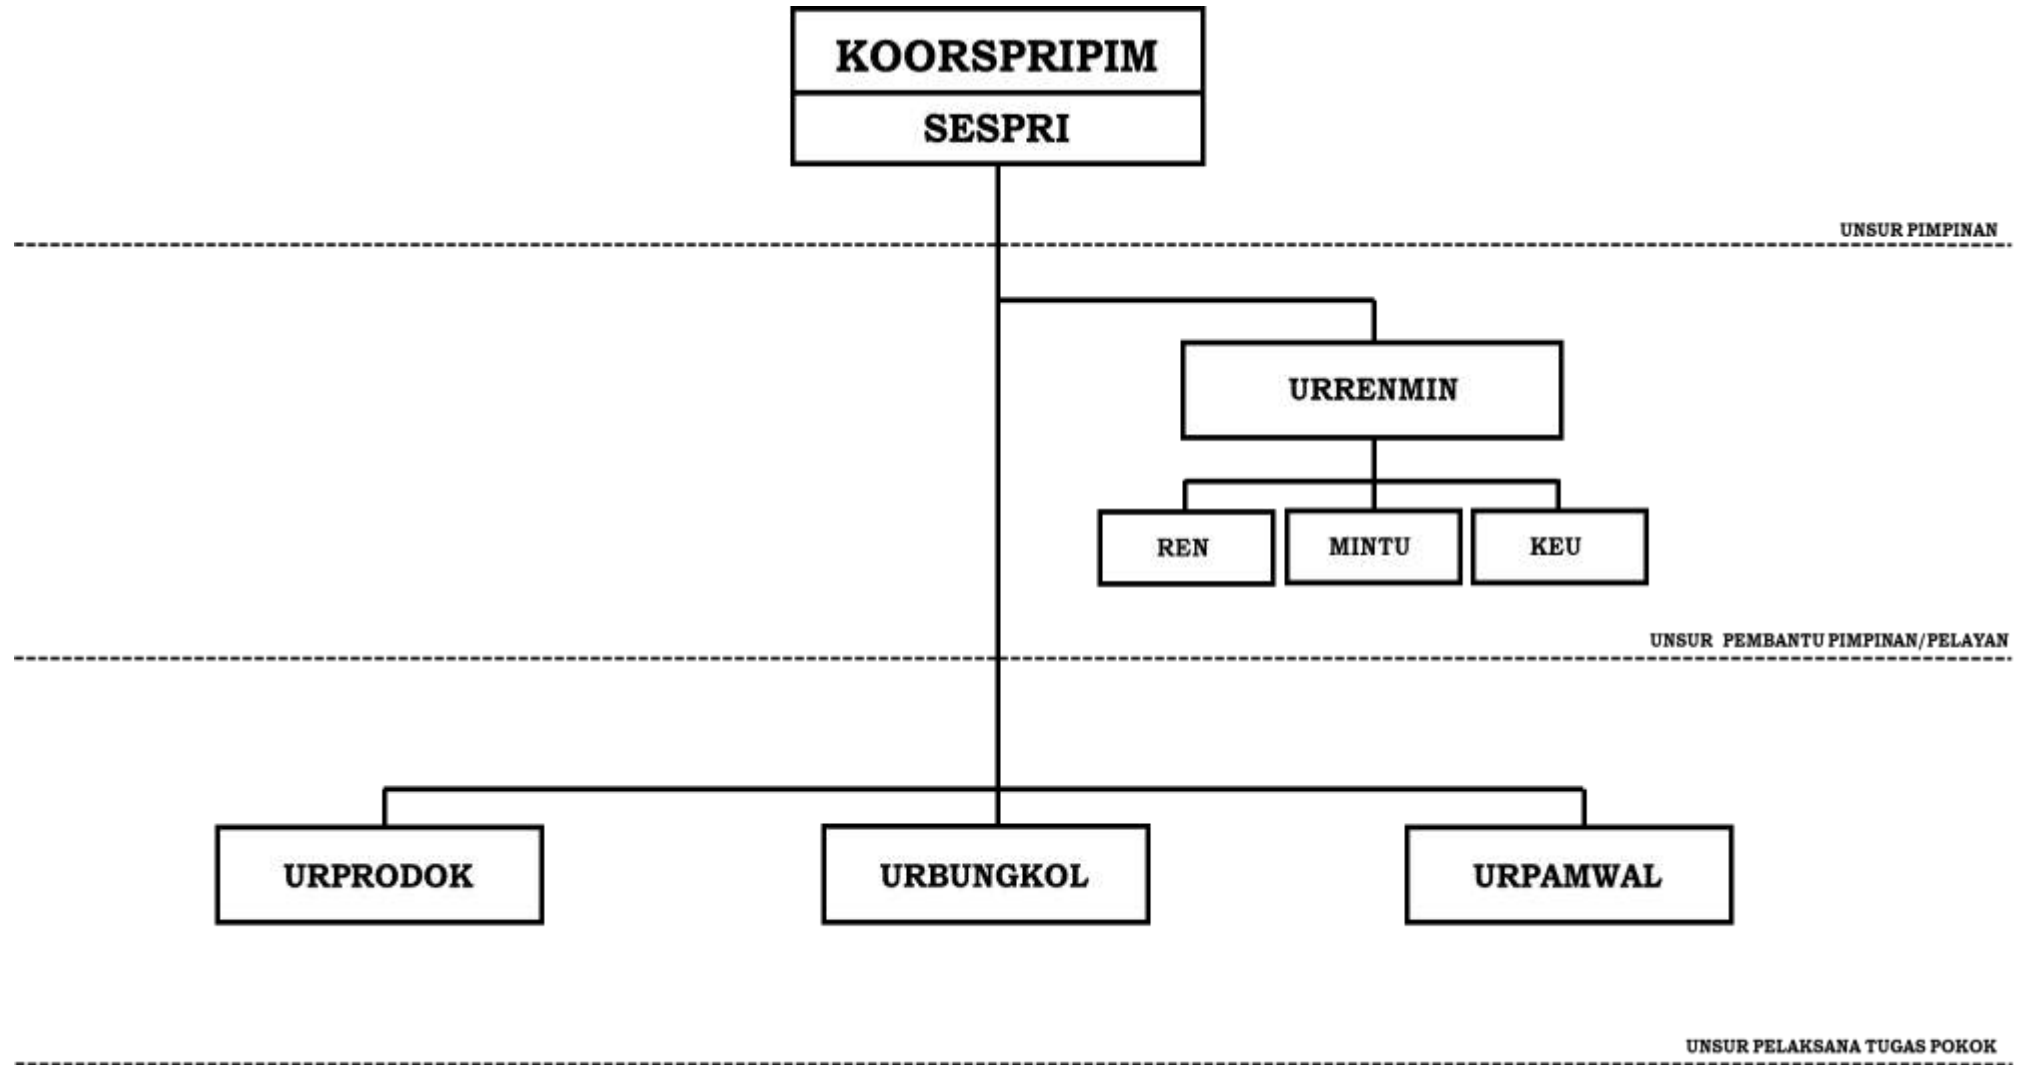 KOORSPRIPIM
SESPRI
UNSUR PIMPINAN
URRENMIN
REN
MINTU
KEU
UNSUR PEMBANTU PIMPINAN/PELAYAN
URPRODOK
URBUNGKOL
URPAMWAL
UNSUR PELAKSANA TUGAS POKOK